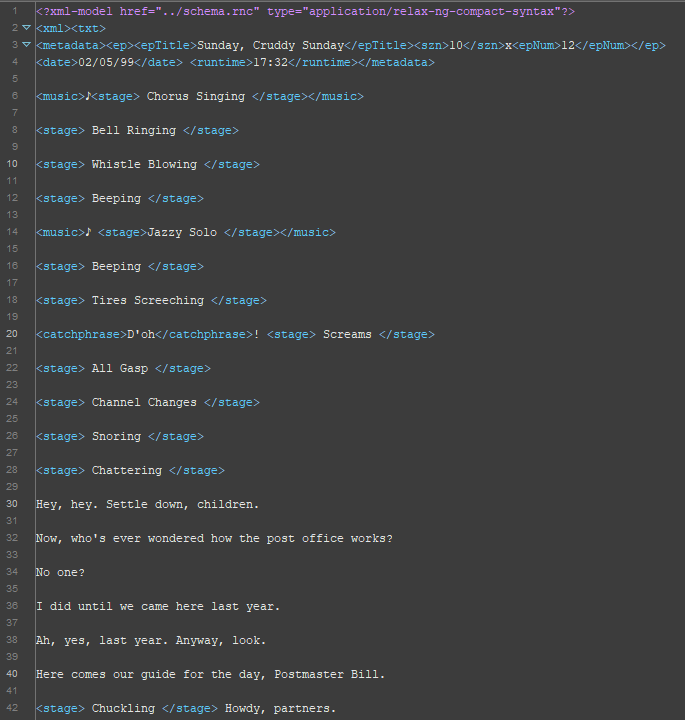 1 <?xml-model href="../schema.rnc" type="application/relax-ng-compact-syntax"?>
2 <xml><txt>
3 <metadata><ep><epTitle>Sunday, Cruddy Sunday</epTitle><szn>10</szn>x<epNum>12</epNum></ep>
4 <date>02/05/99</date> <runtime>17:32</runtime></metadata>
5
6 <music>♪<stage> Chorus Singing </stage></music>
7
8 <stage> Bell Ringing </stage>
9
10 <stage> Whistle Blowing </stage>
11
12 <stage> Beeping </stage>
13
14 <music>♪ <stage>Jazzy Solo </stage></music>
15
16 <stage> Beeping </stage>
17
18 <stage> Tires Screeching </stage>
19
20 <catchphrase>D'oh</catchphrase>! <stage> Screams </stage>
21
22 <stage> All Gasp </stage>
23
24 <stage> Channel Changes </stage>
25
26 <stage> Snoring </stage>
27
28 <stage> Chattering </stage>
29
30 Hey, hey. Settle down, children.
31
32 Now, who's ever wondered how the post office works?
33
34 No one?
35
36 I did until we came here last year.
37
38 Ah, yes, last year. Anyway, look.
39
40 Here comes our guide for the day, Postmaster Bill.
41
42 <stage> Chuckling </stage> Howdy, partners.